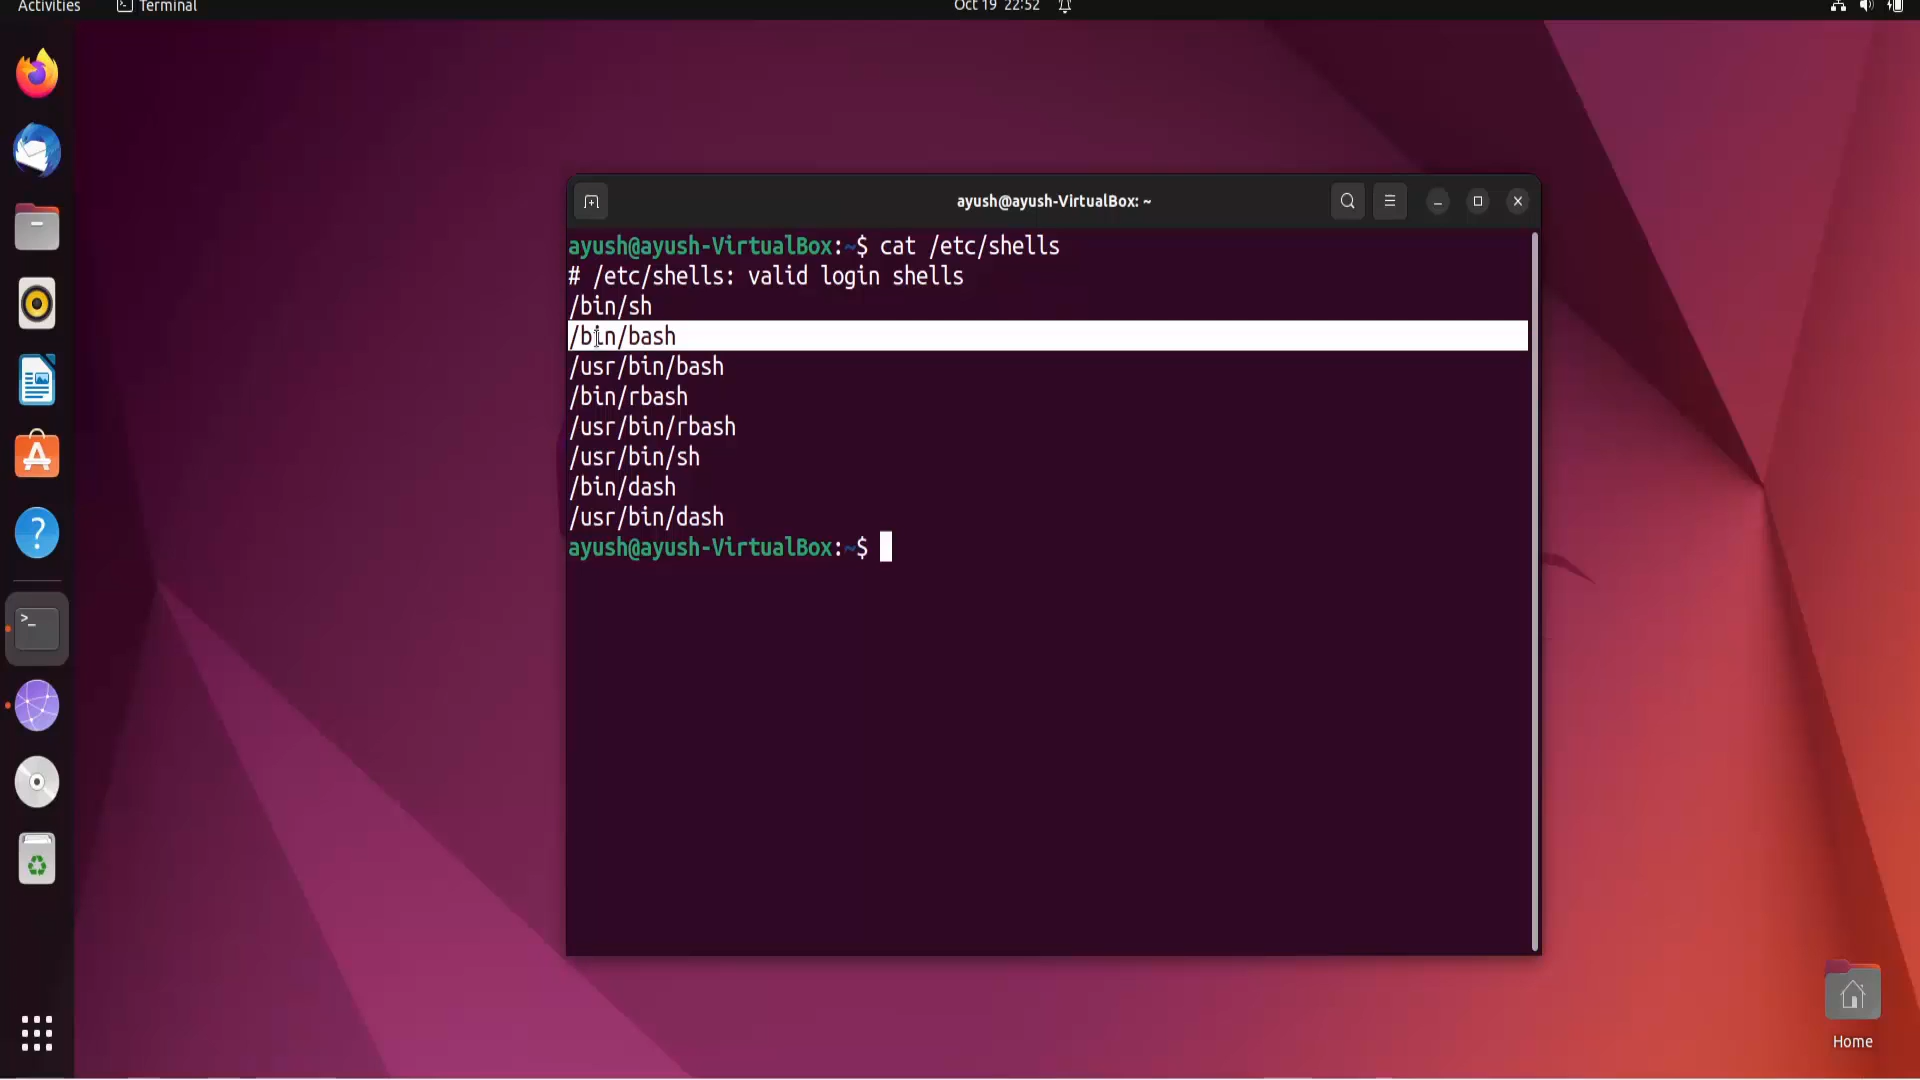 Activities
Terminal
Oct 19 22:52
ayush@ayush-VirtualBox: ~
ayush@ayush-VirtualBox:~$ cat /etc/shells
# /etc/shells: valid login shells
/bin/sh
/bin/bash
/usr/bin/bash
/bin/rbash
/usr/bin/rbash
/usr/bin/sh
/bin/dash
/usr/bin/dash
ayush@ayush-VirtualBox:~$
Home